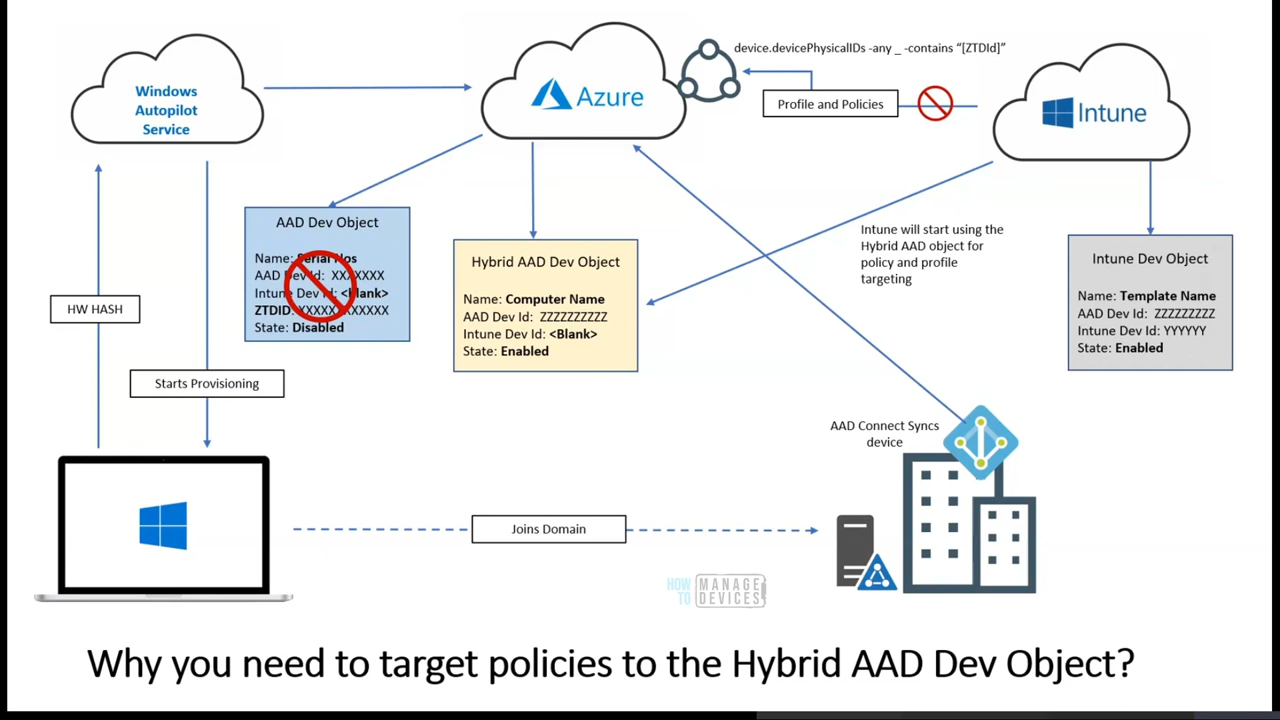 Windows
Autopilot
Service
Azure
device.devicePhysicalIDs -any _ -contains “[ZTDId]”
Profile and Policies
Intune
AAD Dev Object
Name: Serial Nos
AAD Dev Id: XXXXXXX
Intune Dev Id: <blank>
ZTDID: XXXXXXXXXXXX
State: Disabled
Hybrid AAD Dev Object
Name: Computer Name
AAD Dev Id: ZZZZZZZZZZ
Intune Dev Id: <Blank>
State: Enabled
Intune will start using the
Hybrid AAD object for
policy and profile
targeting
Intune Dev Object
Name: Template Name
AAD Dev Id: ZZZZZZZZZ
Intune Dev Id: YYYYYY
State: Enabled
HW HASH
Starts Provisioning
AAD Connect Syncs
device
Joins Domain
HOW
TO
MANAGE
DEVICES
Why you need to target policies to the Hybrid AAD Dev Object?